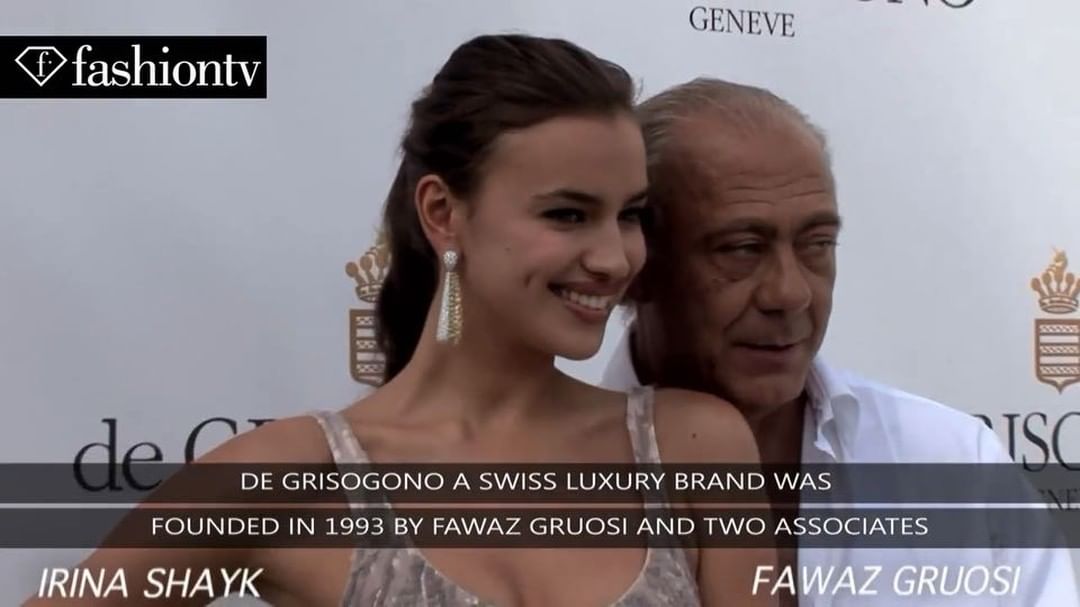 GENEVE
fashiontv
de G
DE GRISOGONO A SWISS LUXURY BRAND WAS
FOUNDED IN 1993 BY FAWAZ GRUOSI AND TWO ASSOCIATES
IRINA SHAYK
FAWAZ GRUOSI